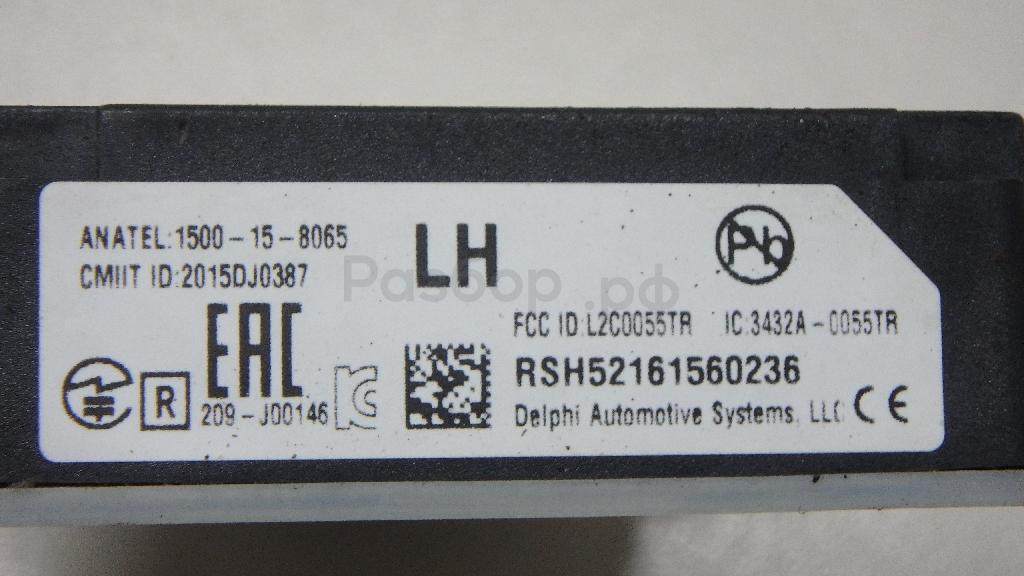 ANATEL:1500-15-8065
CMIIT ID:2015DJ0387
LH
Pb
Разбор.рф
EAC
FCC ID:L2C0055TR IC:3432A-0055TR
R
209-J00146
RSH52161560236
Delphi Automotive Systems, LLC CE